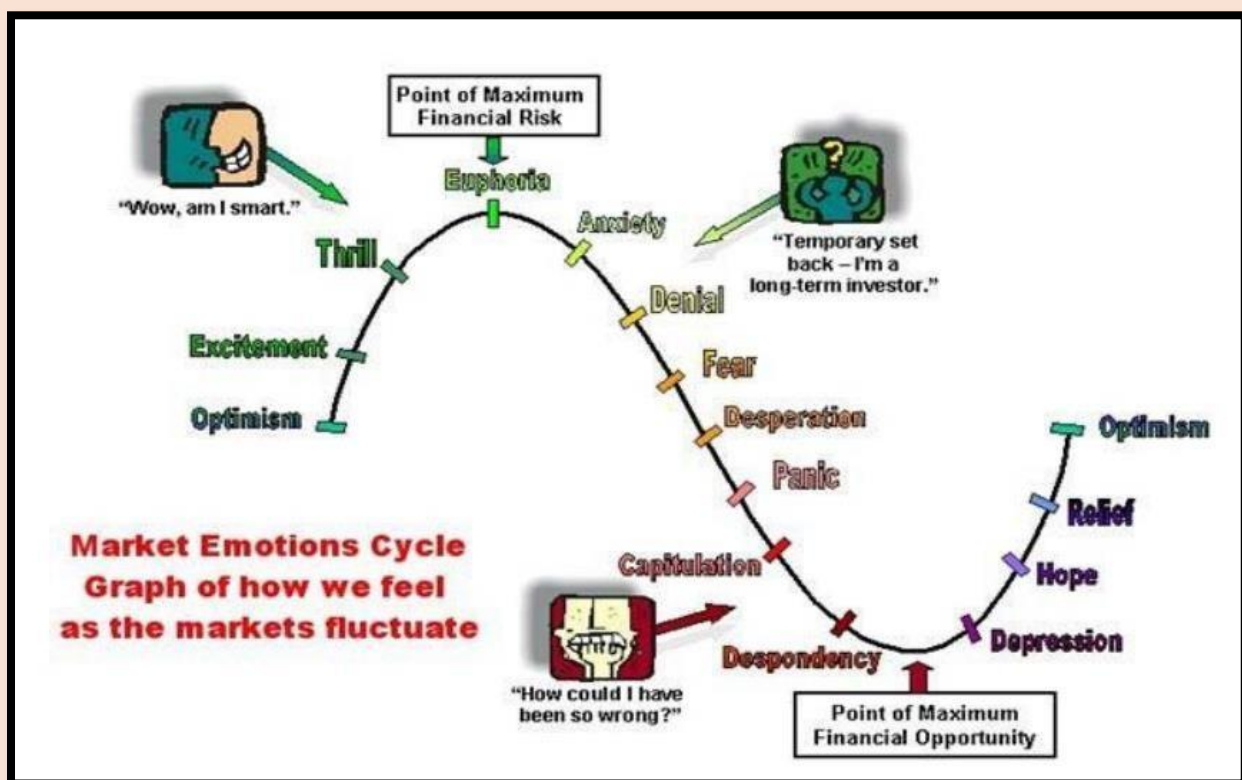 Point of Maximum
Financial Risk
Euphoria
"Wow, am I smart."
Thrill
Excitement
Optimism
Anxiety
"Temporary set
back – I'm a
long-term investor."
Denial
Fear
Desperation
Panic
Capitulation
"How could I have
been so wrong?"
Despondency
Point of Maximum
Financial Opportunity
Depression
Hope
Relief
Optimism
Market Emotions Cycle
Graph of how we feel
as the markets fluctuate
?